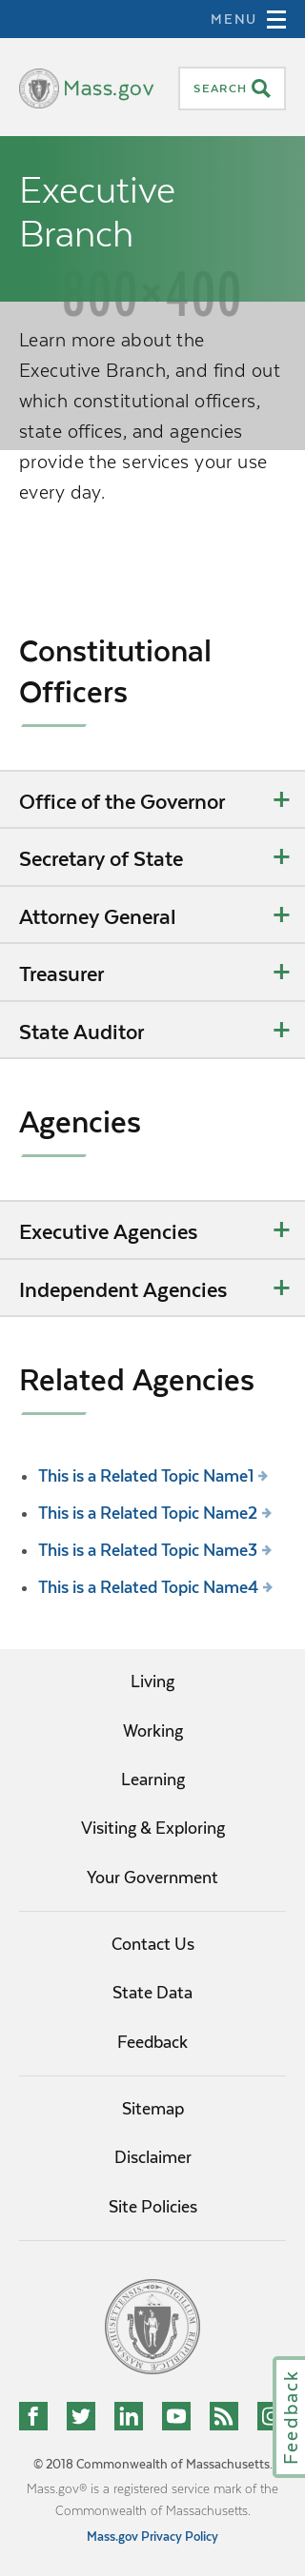 MENU
Mass.gov
SEARCH
Executive
Branch
800×400
Learn more about the
Executive Branch, and find out
which constitutional officers,
state offices, and agencies
provide the services your use
every day.
Constitutional
Officers
Office of the Governor
Secretary of State
Attorney General
Treasurer
State Auditor
Agencies
Executive Agencies
Independent Agencies
Related Agencies
This is a Related Topic Name1
This is a Related Topic Name2
This is a Related Topic Name3
This is a Related Topic Name4
Living
Working
Learning
Visiting & Exploring
Your Government
Contact Us
State Data
Feedback
Sitemap
Disclaimer
Site Policies
Feedback
© 2018 Commonwealth of Massachusetts.
Mass.gov® is a registered service mark of the
Commonwealth of Massachusetts.
Mass.gov Privacy Policy